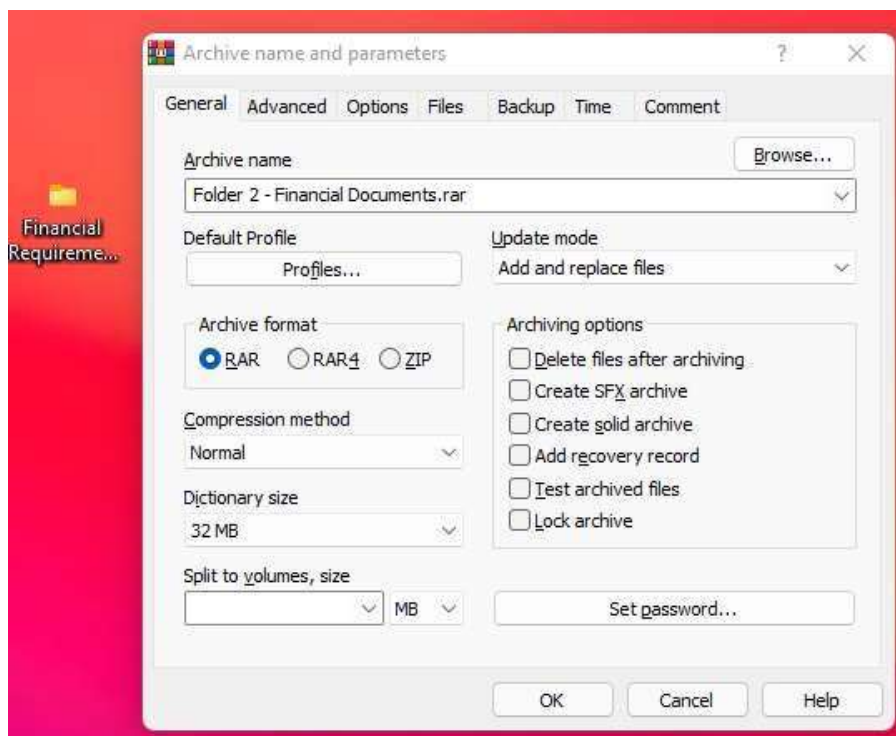 Archive name and parameters
General Advanced Options Files Backup Time Comment
Archive name
Browse...
Folder 2 - Financial Documents.rar
Financial
Requireme...
Default Profile
Profiles...
Update mode
Add and replace files
Archive format
RAR RAR4 ZIP
Compression method
Normal
Dictionary size
32 MB
Split to volumes, size
MB
Archiving options
Delete files after archiving
Create SFX archive
Create solid archive
Add recovery record
Test archived files
Lock archive
Set password...
OK Cancel Help